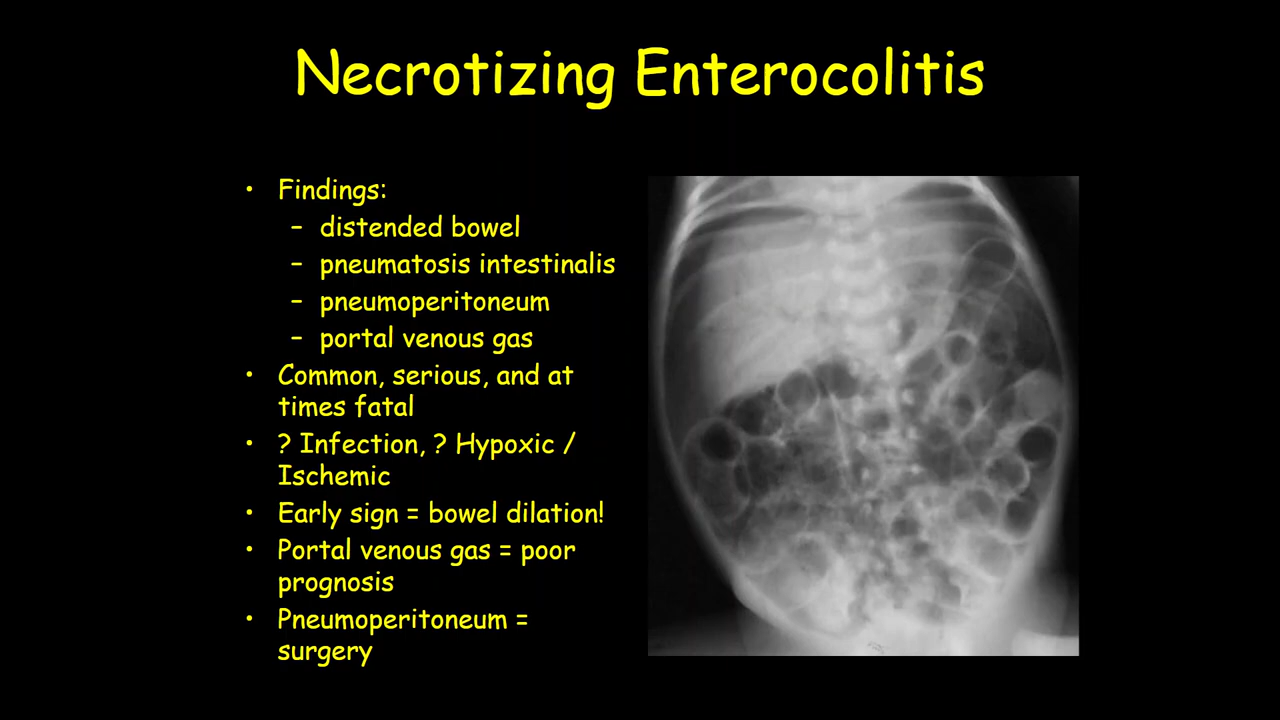 Necrotizing Enterocolitis
• Findings:
– distended bowel
– pneumatosis intestinalis
– pneumoperitoneum
– portal venous gas
• Common, serious, and at
times fatal
• ? Infection, ? Hypoxic /
Ischemic
• Early sign = bowel dilation!
• Portal venous gas = poor
prognosis
• Pneumoperitoneum =
surgery